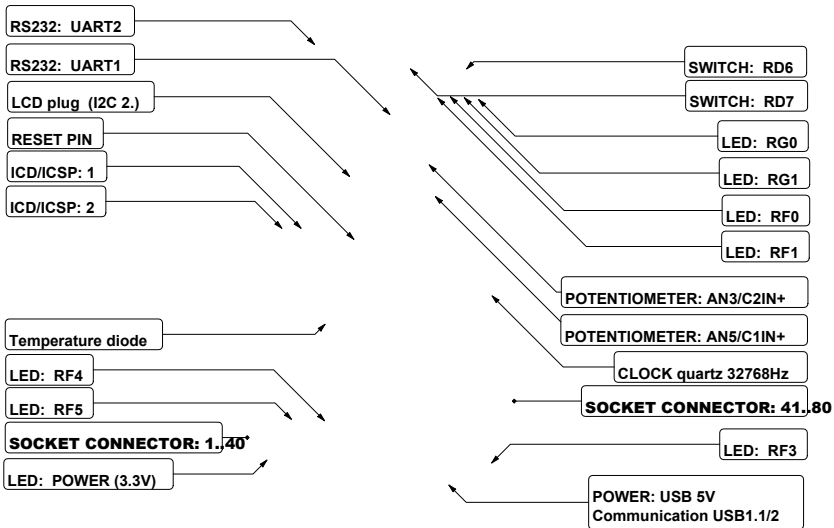 RS232: UART2
RS232: UART1
LCD plug (I2C 2.)
RESET PIN
ICD/ICSP: 1
ICD/ICSP: 2
Temperature diode
LED: RF4
LED: RF5
SOCKET CONNECTOR: 1..40
LED: POWER (3.3V)
SWITCH: RD6
SWITCH: RD7
LED: RG0
LED: RG1
LED: RF0
LED: RF1
POTENTIOMETER: AN3/C2IN+
POTENTIOMETER: AN5/C1IN+
CLOCK quartz 32768Hz
SOCKET CONNECTOR: 41..80
LED: RF3
POWER: USB 5V
Communication USB1.1/2